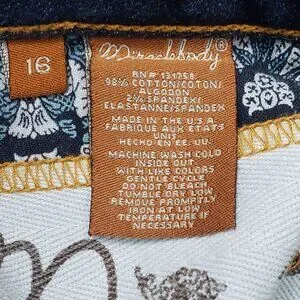 16
Miraclebody®
RN# 131758
98% COTTON/COTON/
ALGODON
2% SPANDEX/
ELASTANNE/SPANDEX
MADE IN THE U.S.A
FABRIQUE AUX ETATS
UNIS
HECHO EN EE. UU.
MACHINE WASH COLD
INSIDE OUT
WITH LIKE COLORS
GENTLE CYCLE
DO NOT BLEACH
TUMBLE DRY LOW
REMOVE PROMPTLY
IRON AT LOW
TEMPERATURE IF
NECESSARY